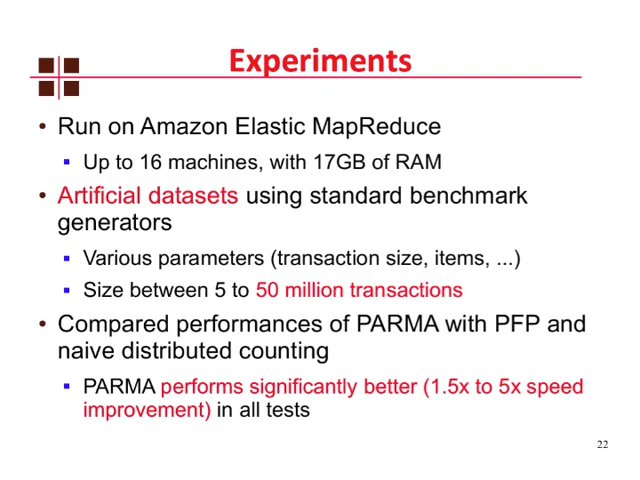 Experiments
• Run on Amazon Elastic MapReduce
▪ Up to 16 machines, with 17GB of RAM
• Artificial datasets using standard benchmark
generators
▪ Various parameters (transaction size, items, ...)
▪ Size between 5 to 50 million transactions
• Compared performances of PARMA with PFP and
naive distributed counting
▪ PARMA performs significantly better (1.5x to 5x speed
improvement) in all tests
22